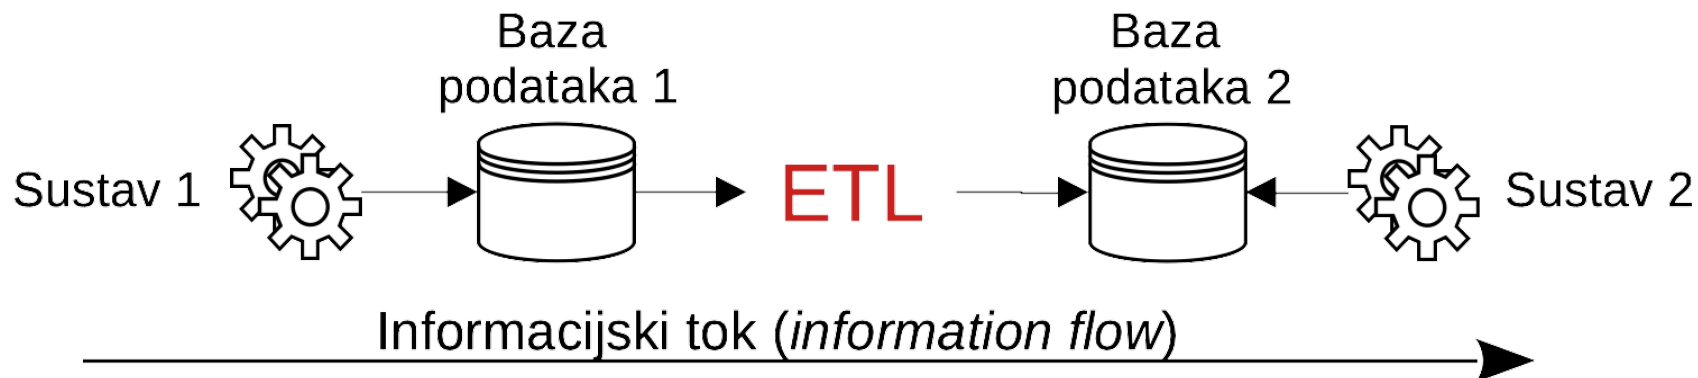 Baza
podataka 1
Baza
podataka 2
Sustav 1
ETL
Sustav 2
Informacijski tok (information flow)